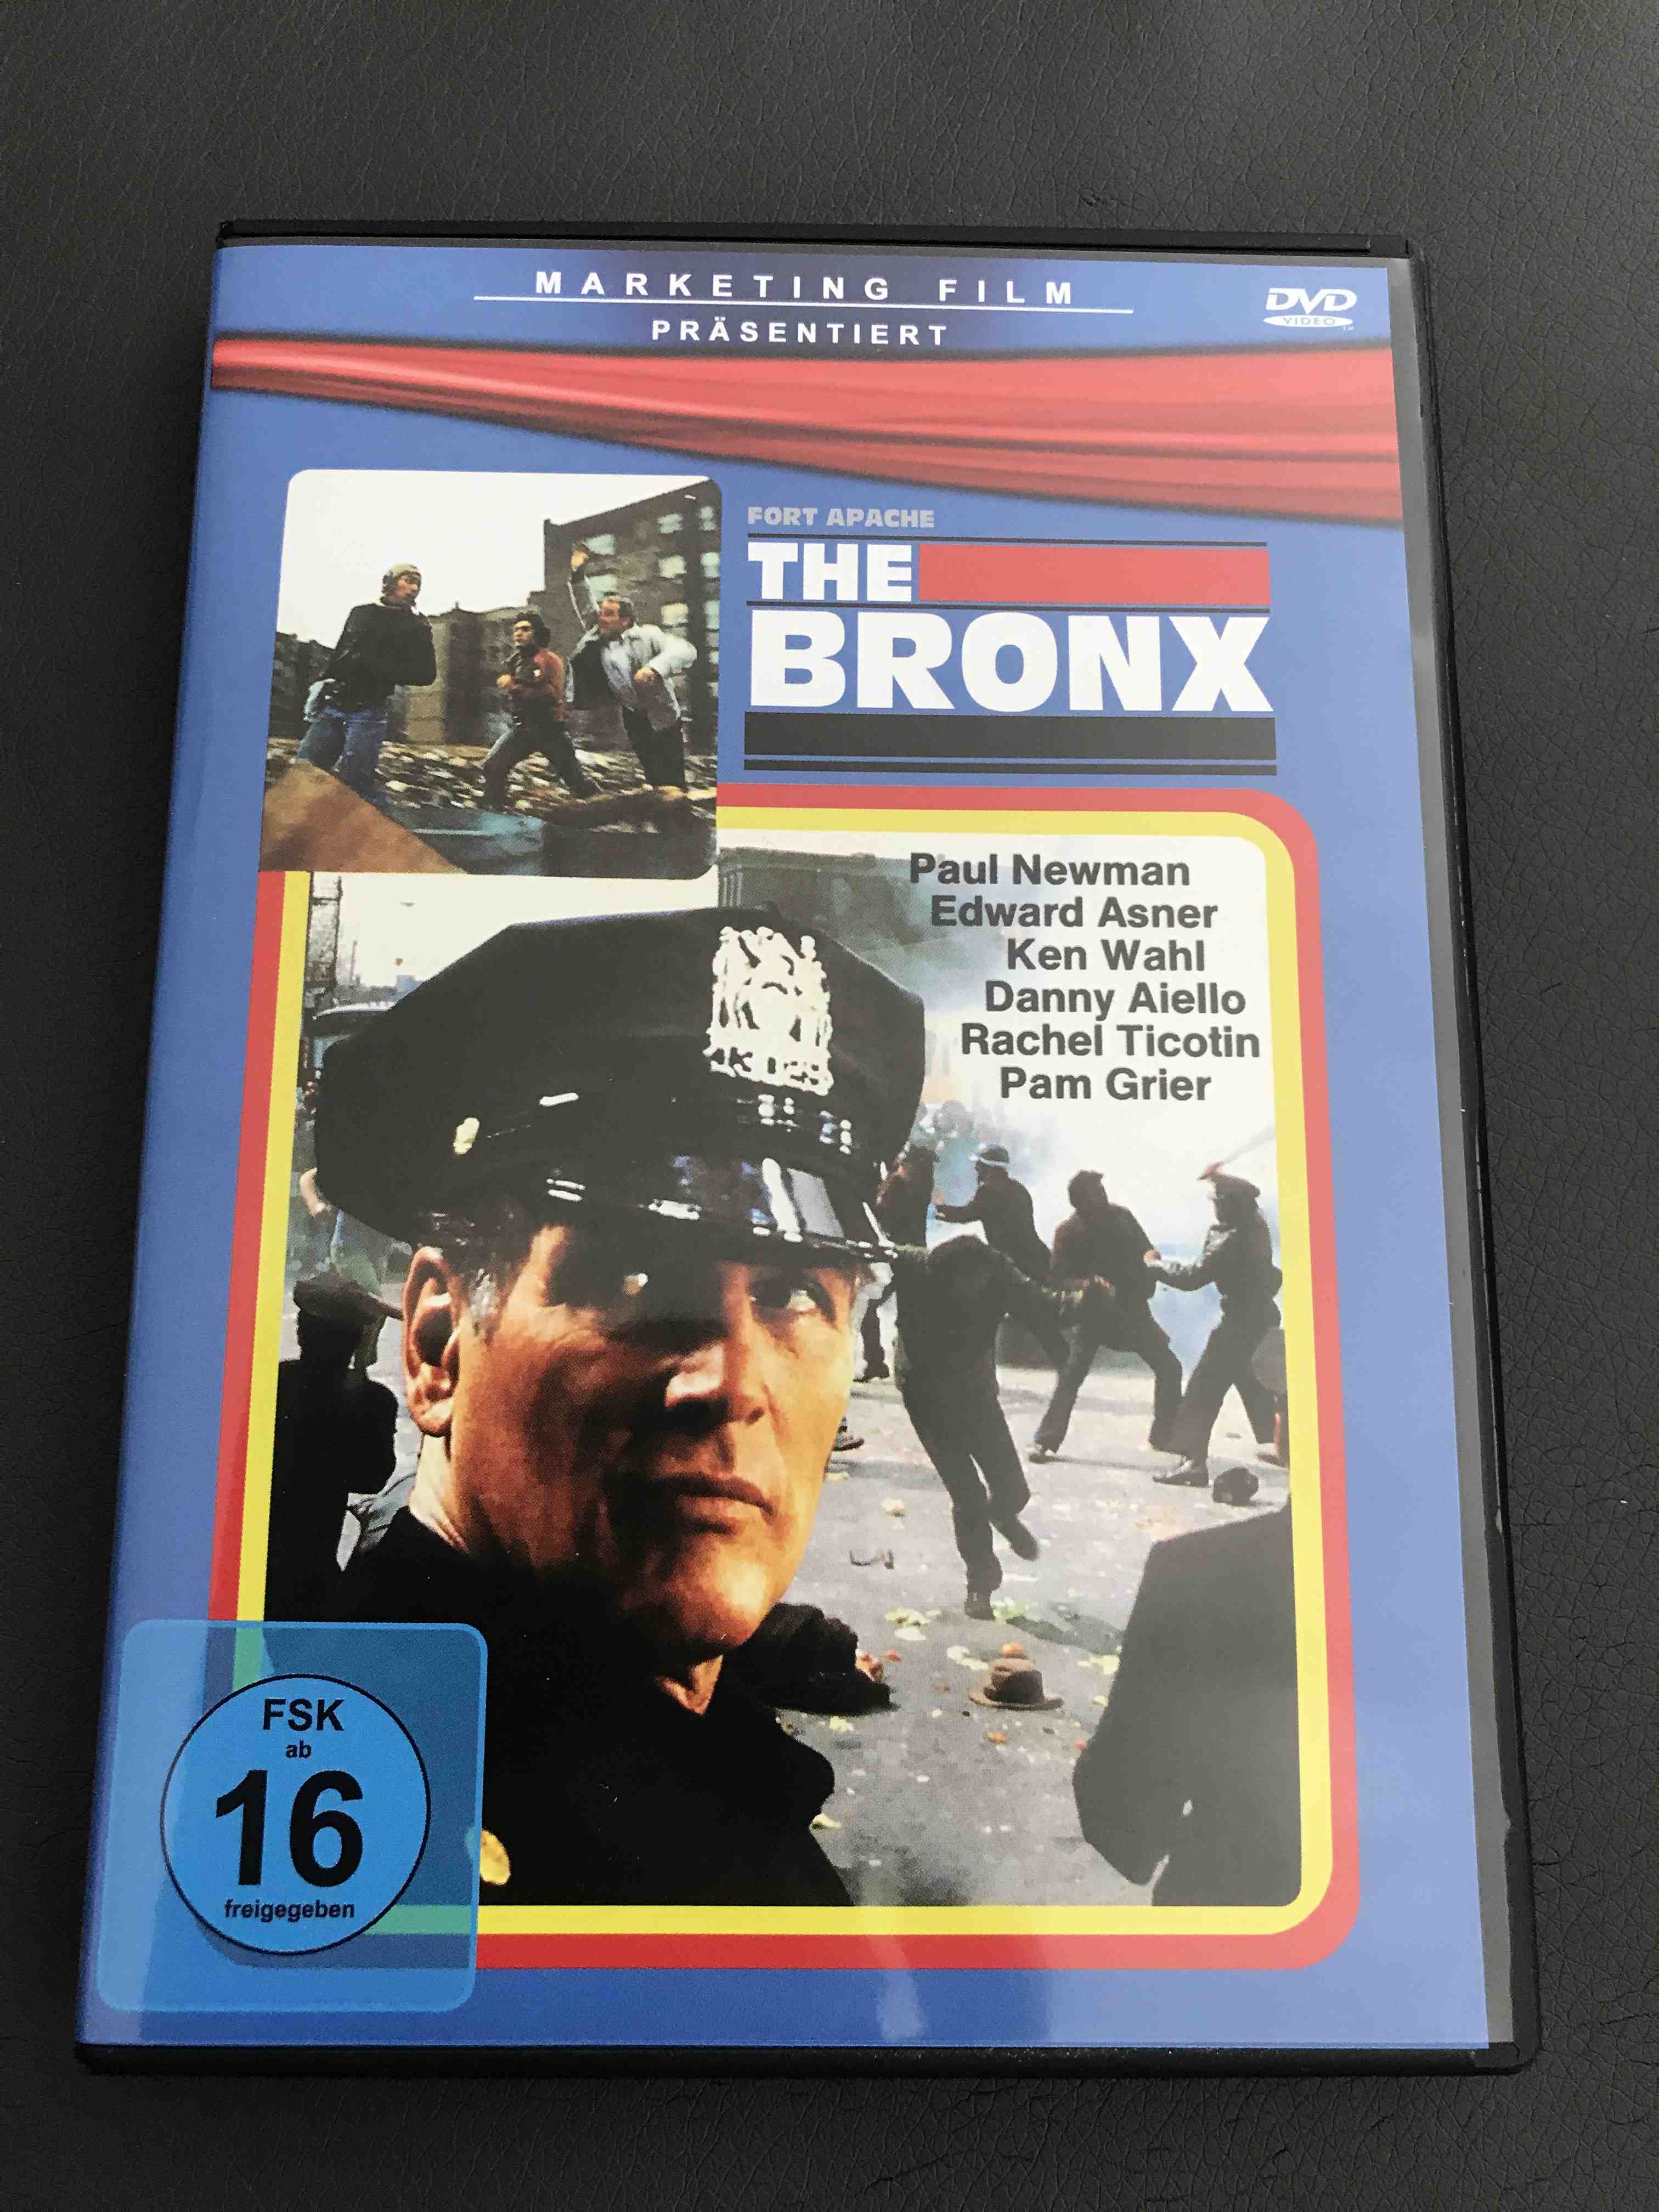 MARKETING FILM
PRÄSENTIERT
DVD
VIDEO
FORT APACHE
THE
BRONX
Paul Newman
Edward Asner
Ken Wahl
Danny Aiello
Rachel Ticotin
Pam Grier
FSK
ab
16
freigegeben